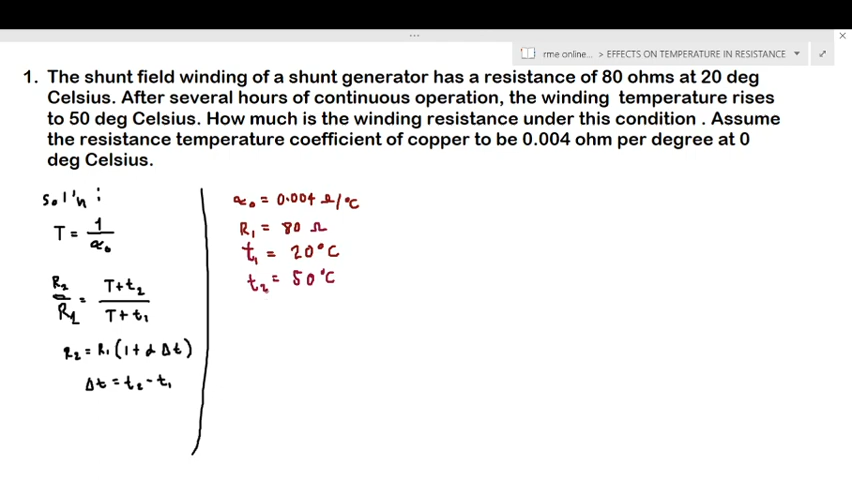 rme online... > EFFECTS ON TEMPERATURE IN RESISTANCE
1. The shunt field winding of a shunt generator has a resistance of 80 ohms at 20 deg
Celsius. After several hours of continuous operation, the winding temperature rises
to 50 deg Celsius. How much is the winding resistance under this condition . Assume
the resistance temperature coefficient of copper to be 0.004 ohm per degree at 0
deg Celsius.
Sol'n :
T = 1/α₀
R₂/R₁ = T+t₂/T+t₁
R₂ = R₁ (1+α Δt)
Δt = t₂ - t₁
α₀ = 0.004 Ω/°C
R₁ = 80 Ω
t₁ = 20°C
t₂ = 50°C